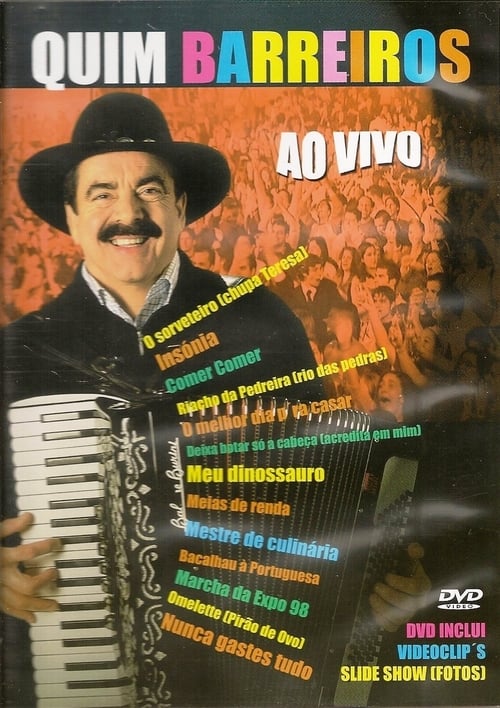 QUIM BARREIROS
AO VIVO
O sorveteiro (chupa Teresa)
Insónia
Comer Comer
Riacho da Pedreira (rio das pedras)
O melhor dia p´ra casar
Deixa botar só a cabeça (acredita em mim)
Meu dinossauro
Meias de renda
Mestre de culinária
Bacalhau à Portuguesa
Marcha da Expo 98
Omelette (Pirão de Ovo)
Nunca gastes tudo
DVD
VIDEO
DVD INCLUI
VIDEOCLIP´S
SLIDE SHOW (FOTOS)